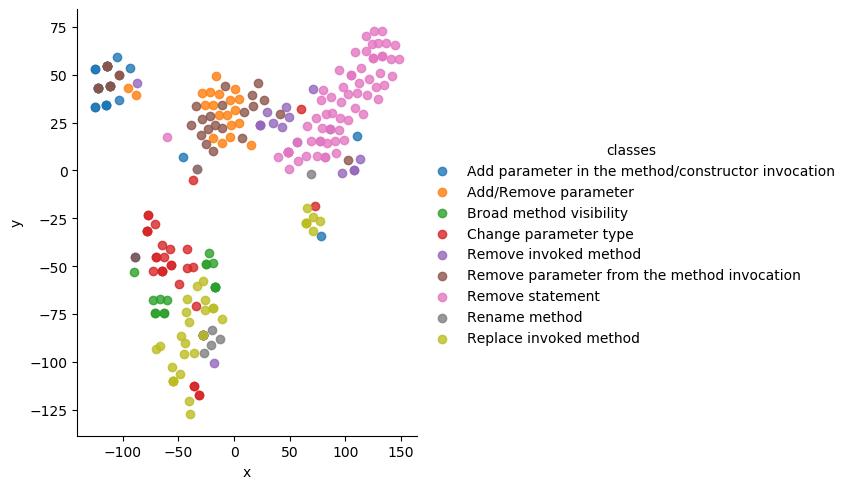 75
50
25
0
−25
−50
−75
−100
−125
y
−100
−50
0
50
100
150
x
classes
Add parameter in the method/constructor invocation
Add/Remove parameter
Broad method visibility
Change parameter type
Remove invoked method
Remove parameter from the method invocation
Remove statement
Rename method
Replace invoked method